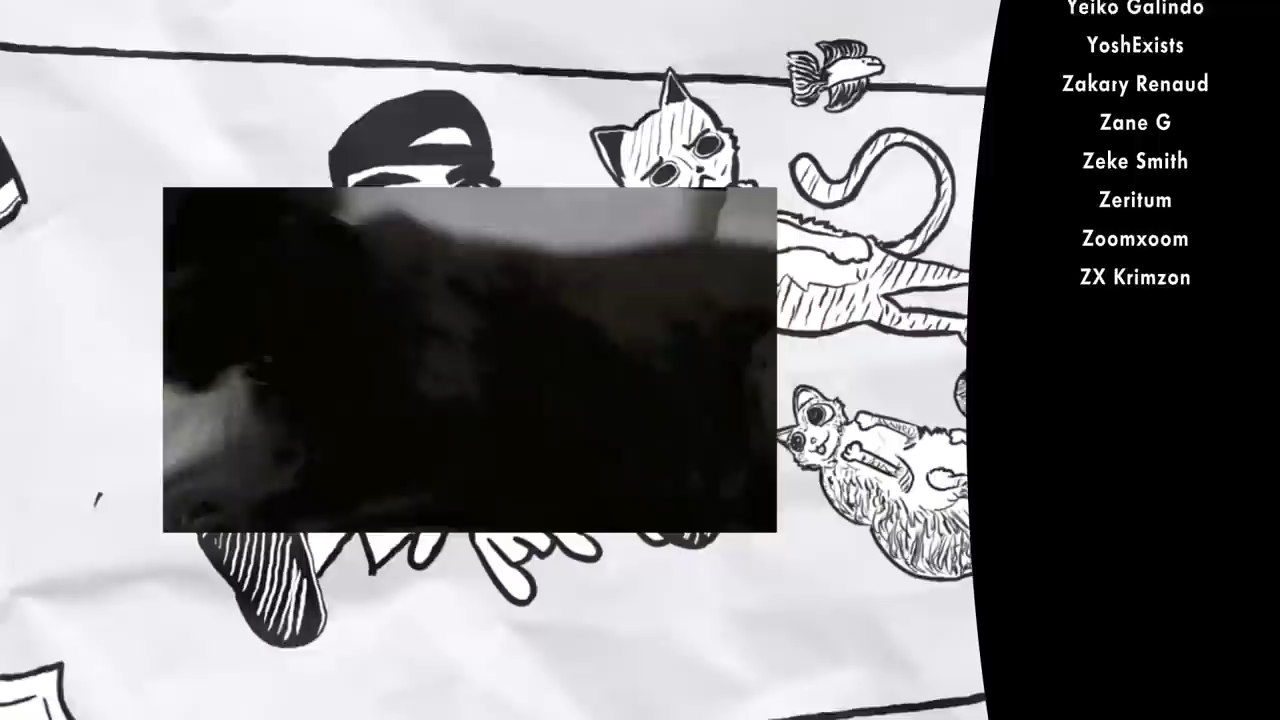 Yeiko Galindo
YoshExists
Zakary Renaud
Zane G
Zeke Smith
Zeritum
Zoomxoom
ZX Krimzon